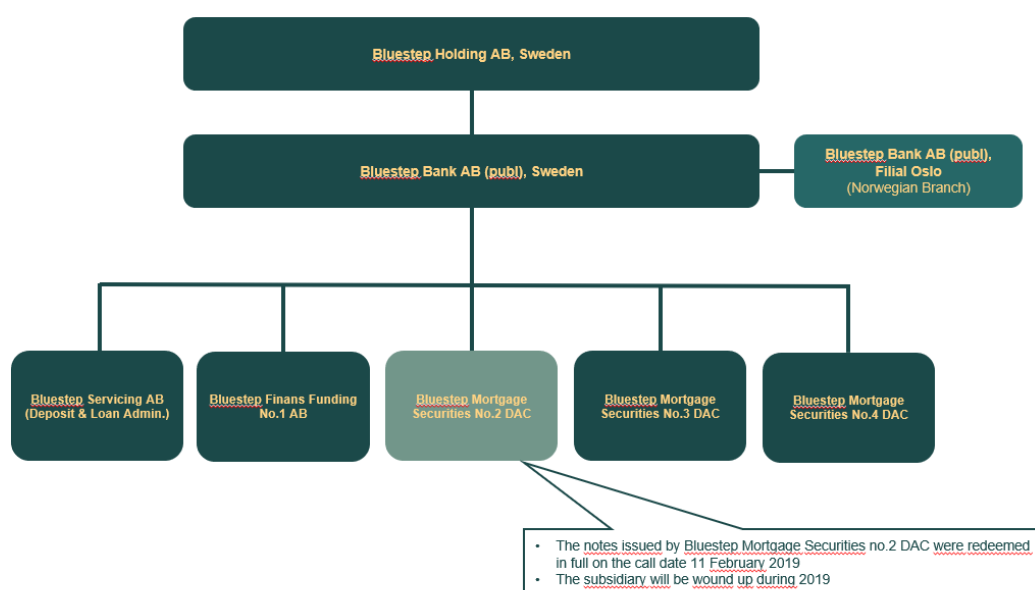 Bluestep Holding AB, Sweden
Bluestep Bank AB (publ), Sweden
Bluestep Bank AB (publ),
Filial Oslo
(Norwegian Branch)
Bluestep Servicing AB
(Deposit & Loan Admin.)
Bluestep Finans Funding
No.1 AB
Bluestep Mortgage
Securities No.2 DAC
Bluestep Mortgage
Securities No.3 DAC
Bluestep Mortgage
Securities No.4 DAC
• The notes issued by Bluestep Mortgage Securities no.2 DAC were redeemed
in full on the call date 11 February 2019
• The subsidiary will be wound up during 2019